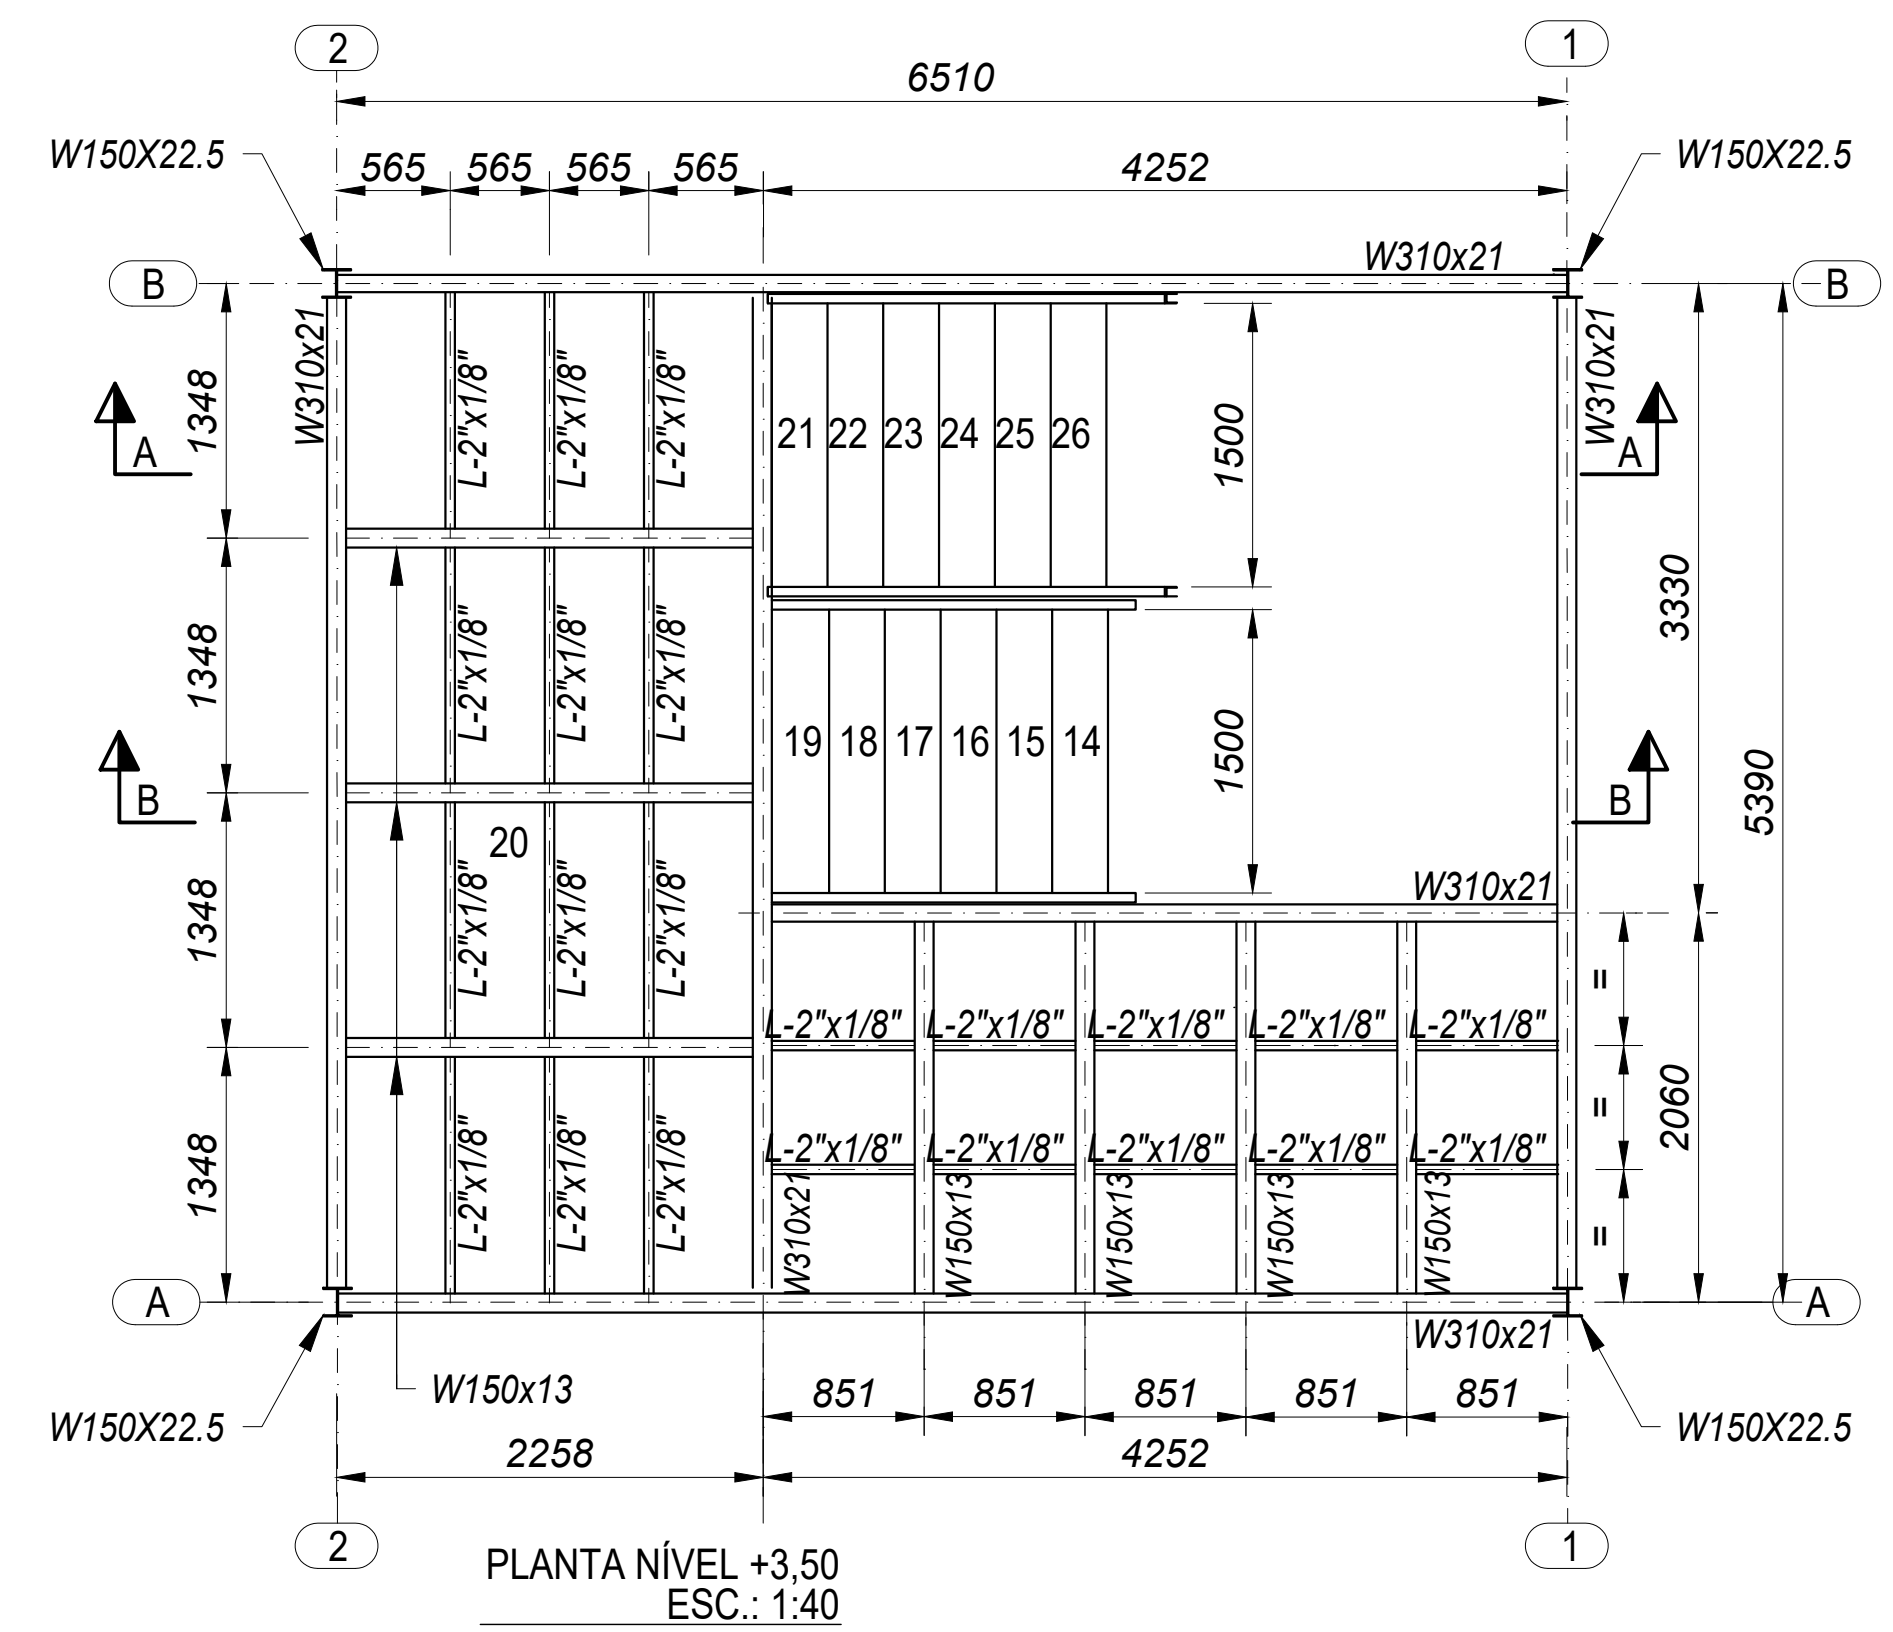 2
1
6510
W150X22.5
565
565
565
565
4252
W150X22.5
W310x21
B
B
W310x21
W310x21
1348
L-2"x1/8"
L-2"x1/8"
L-2"x1/8"
A
21
22
23
24
25
26
1500
A
3330
1348
L-2"x1/8"
L-2"x1/8"
L-2"x1/8"
B
19
18
17
16
15
14
1500
B
5390
20
1348
L-2"x1/8"
L-2"x1/8"
L-2"x1/8"
W310x21
=
L-2"x1/8"
L-2"x1/8"
L-2"x1/8"
L-2"x1/8"
L-2"x1/8"
=
2060
L-2"x1/8"
L-2"x1/8"
L-2"x1/8"
L-2"x1/8"
L-2"x1/8"
1348
L-2"x1/8"
L-2"x1/8"
L-2"x1/8"
W310x21
W150x13
W150x13
W150x13
W150x13
=
A
A
W310x21
W150x13
851
851
851
851
851
W150X22.5
W150X22.5
2258
4252
2
1
PLANTA NÍVEL +3,50
ESC.: 1:40